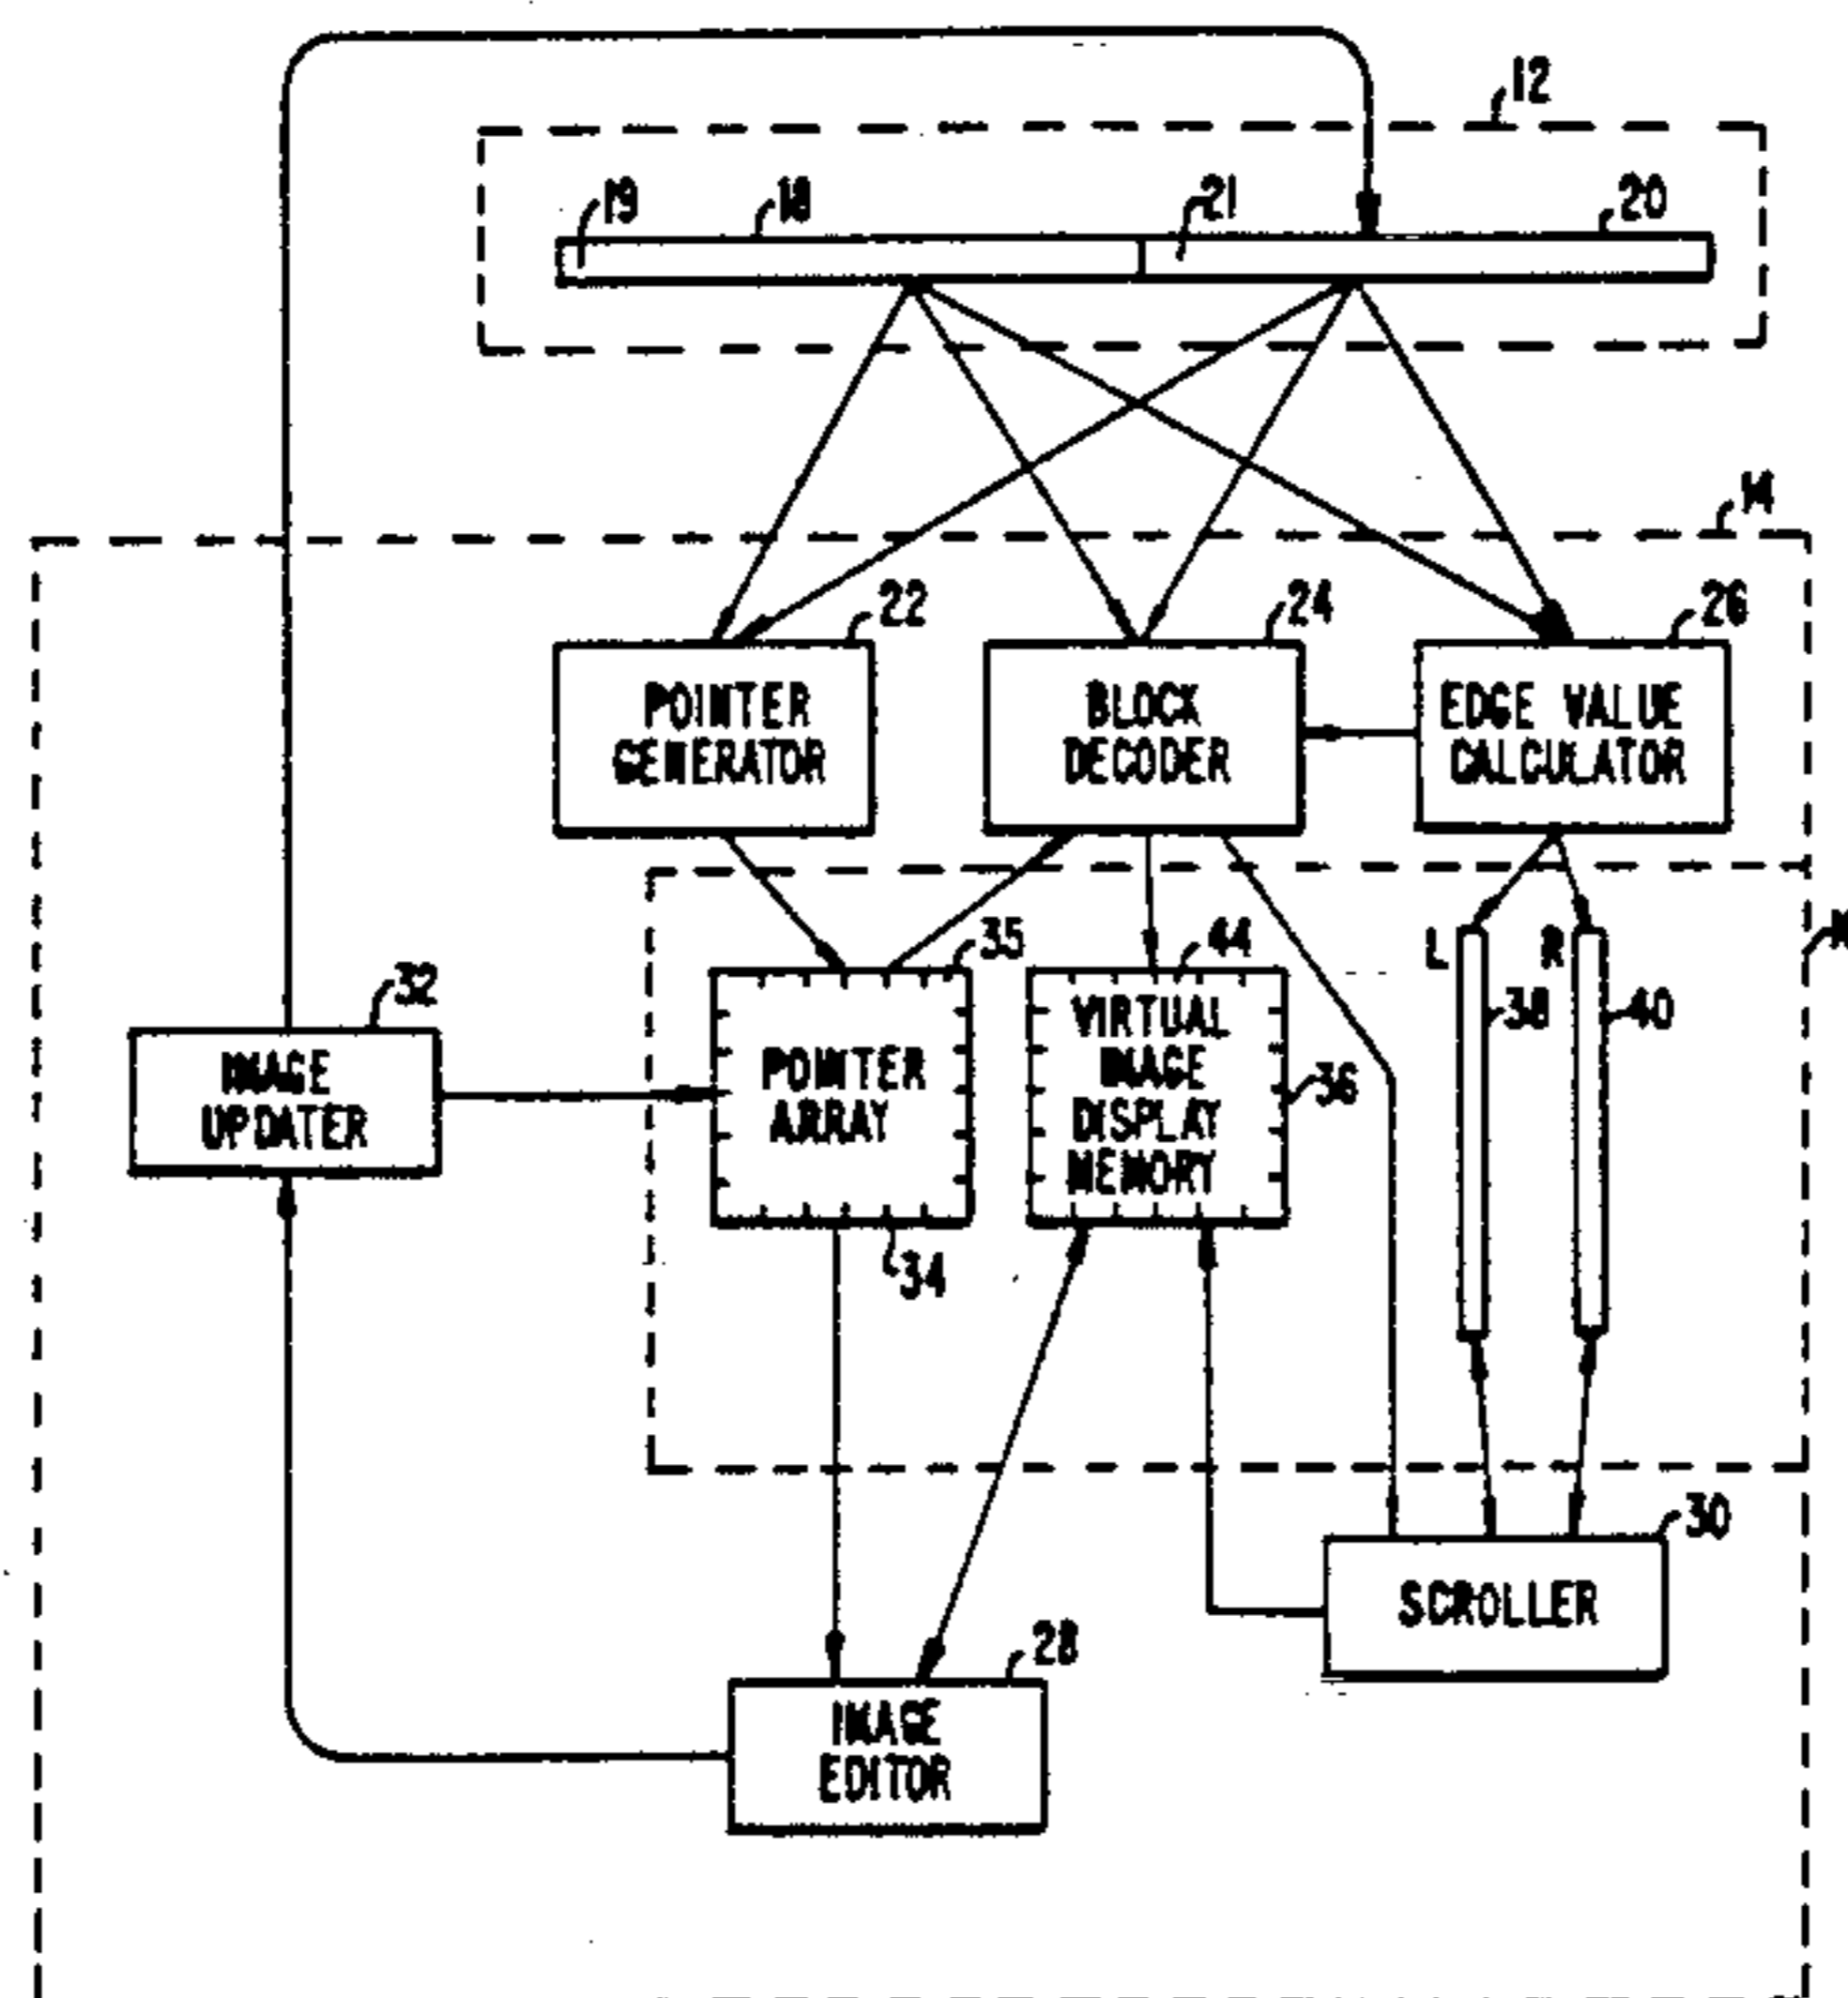 12
19
18
21
20
14
22
24
26
POINTER
GENERATOR
BLOCK
DECODER
EDGE VALUE
CALCULATOR
35
44
L
R
32
38
40
IMAGE
UPDATER
POINTER
ARRAY
VIRTUAL
IMAGE
DISPLAY
MEMORY
36
34
30
SCROLLER
28
IMAGE
EDITOR